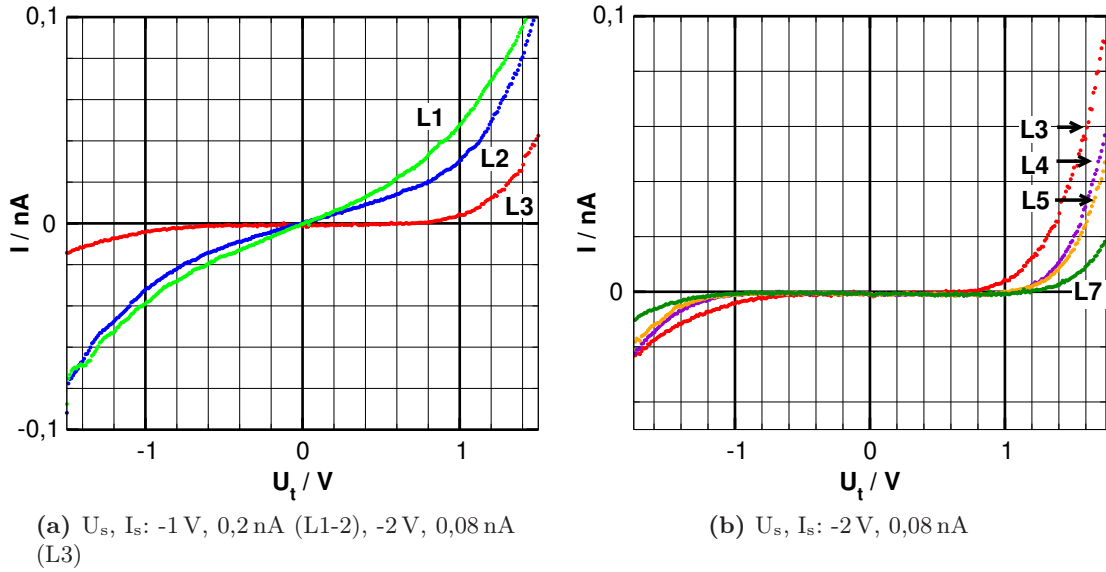 0,1
I / nA
L1
L2
L3
0
-0,1
-1
0
1
U_t / V
(a) U_s, I_s: -1 V, 0,2 nA (L1-2), -2 V, 0,08 nA
(L3)
0,1
I / nA
L3
L4
L5
0
L7
-1
0
1
U_t / V
(b) U_s, I_s: -2 V, 0,08 nA